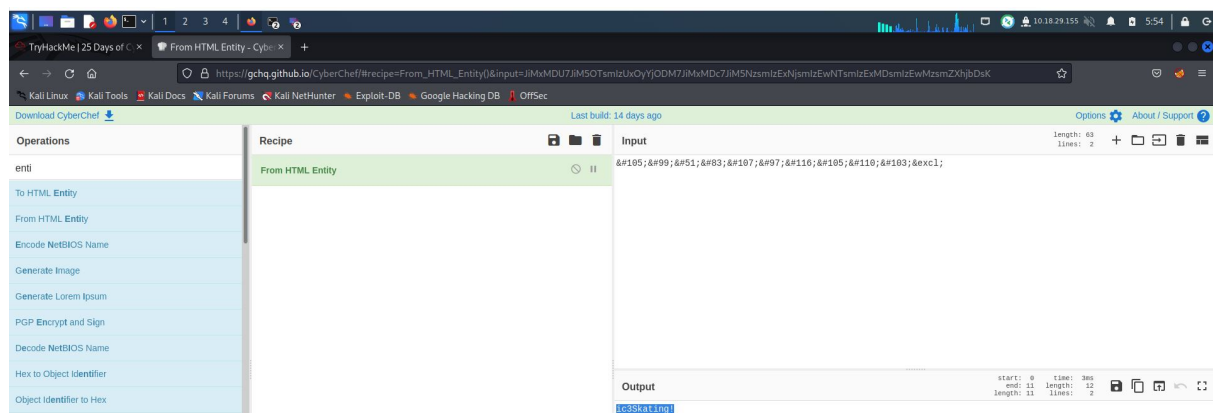 1 2 3 4
10.18.29.155
5:54
TryHackMe | 25 Days of C
From HTML Entity - Cybe
https://gchq.github.io/CyberChef/#recipe=From_HTML_Entity()&input=JiMxMDU7JiM5OTsmIzUxOyYjODM7JiMxMDc7JiM5NzsmIzExNjsmIzEwNTsmIzExMDsmIzEwMzsmZXhjbDsK
Kali Linux Kali Tools Kali Docs Kali Forums Kali NetHunter Exploit-DB Google Hacking DB OffSec
Download CyberChef Last build: 14 days ago Options About / Support
Operations Recipe Input length: 63
lines: 2
enti
From HTML Entity
&#105;&#99;&#51;&#83;&#107;&#97;&#116;&#105;&#110;&#103;&excl;
To HTML Entity
From HTML Entity
Encode NetBIOS Name
Generate Image
Generate Lorem Ipsum
PGP Encrypt and Sign
Decode NetBIOS Name
Hex to Object Identifier
Object Identifier to Hex
Output
start: 0 time: 3ms
end: 11 length: 12
length: 11 lines: 2
ic3Skating!